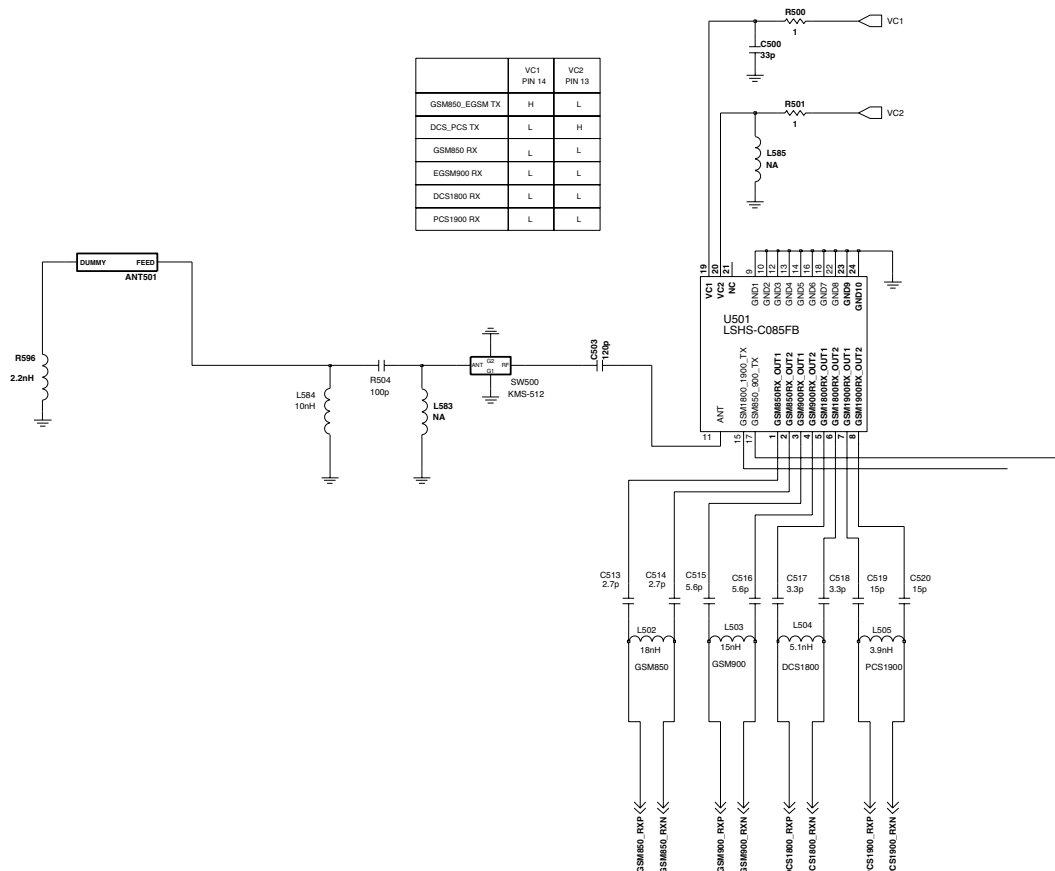 R500
VC1
1
C500
33p
VC1
PIN 14
VC2
PIN 13
GSM850_EGSM TX H L
DCS_PCS TX L H
GSM850 RX L L
EGSM900 RX L L
DCS1800 RX L L
PCS1900 RX L L
R501
VC2
1
L585
NA
DUMMY FEED
ANT501
R596
2.2nH
L584
10nH
R504
100p
L583
NA
ANT G2 RF
G1
SW500
KMS-512
C503
120p
19 20 21 9 10 12 13 14 16 18 22 23 24
VC1 VC2 NC GND1 GND2 GND3 GND4 GND5 GND6 GND7 GND8 GND9 GND10
U501
LSHS-C085FB
ANT GSM1800_1900_TX GSM850_900_TX GSM850RX_OUT1 GSM850RX_OUT2 GSM900RX_OUT1 GSM900RX_OUT2 GSM1800RX_OUT1 GSM1800RX_OUT2 GSM1900RX_OUT1 GSM1900RX_OUT2
11 15 17 1 2 3 4 5 6 7 8
C513
2.7p
C514
2.7p
C515
5.6p
C516
5.6p
C517
3.3p
C518
3.3p
C519
15p
C520
15p
L502
18nH
GSM850
L503
15nH
GSM900
L504
5.1nH
DCS1800
L505
3.9nH
PCS1900
GSM850_RXP
GSM850_RXN
GSM900_RXP
GSM900_RXN
DCS1800_RXP
DCS1800_RXN
PCS1900_RXP
PCS1900_RXN